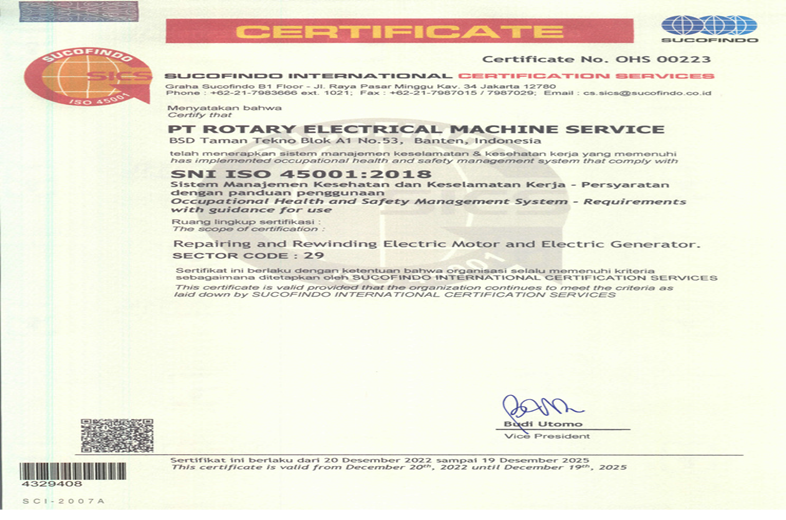 CERTIFICATE
SUCOFINDO
SUCOFINDO
SICS
ISO 45001
Certificate No. OHS 00223
SUCOFINDO INTERNATIONAL CERTIFICATION SERVICES
Graha Sucofindo B1 Floor - Jl. Raya Pasar Minggu Kav. 34 Jakarta 12780
Phone : +62-21-7983666 ext. 1021; Fax : +62-21-7987015 / 7987029; Email : cs.sics@sucofindo.co.id
Menyatakan bahwa
Certify that
PT ROTARY ELECTRICAL MACHINE SERVICE
BSD Taman Tekno Blok A1 No.53, Banten, Indonesia
telah menerapkan sistem manajemen keselamatan & kesehatan kerja yang memenuhi
has implemented occupational health and safety management system that comply with
SNI ISO 45001:2018
Sistem Manajemen Kesehatan dan Keselamatan Kerja - Persyaratan
dengan panduan penggunaan
Occupational Health and Safety Management System - Requirements
with guidance for use
Ruang lingkup sertifikasi :
The scope of certification :
Repairing and Rewinding Electric Motor and Electric Generator.
SECTOR CODE : 29
Sertifikat ini berlaku dengan ketentuan bahwa organisasi selalu memenuhi kriteria
sebagaimana ditetapkan oleh SUCOFINDO INTERNATIONAL CERTIFICATION SERVICES
This certificate is valid provided that the organization continues to meet the criteria as
laid down by SUCOFINDO INTERNATIONAL CERTIFICATION SERVICES
Budi Utomo
Vice President
Sertifikat ini berlaku dari 20 Desember 2022 sampai 19 Desember 2025
This certificate is valid from December 20th, 2022 until December 19th, 2025
4329408
SCI-2007A